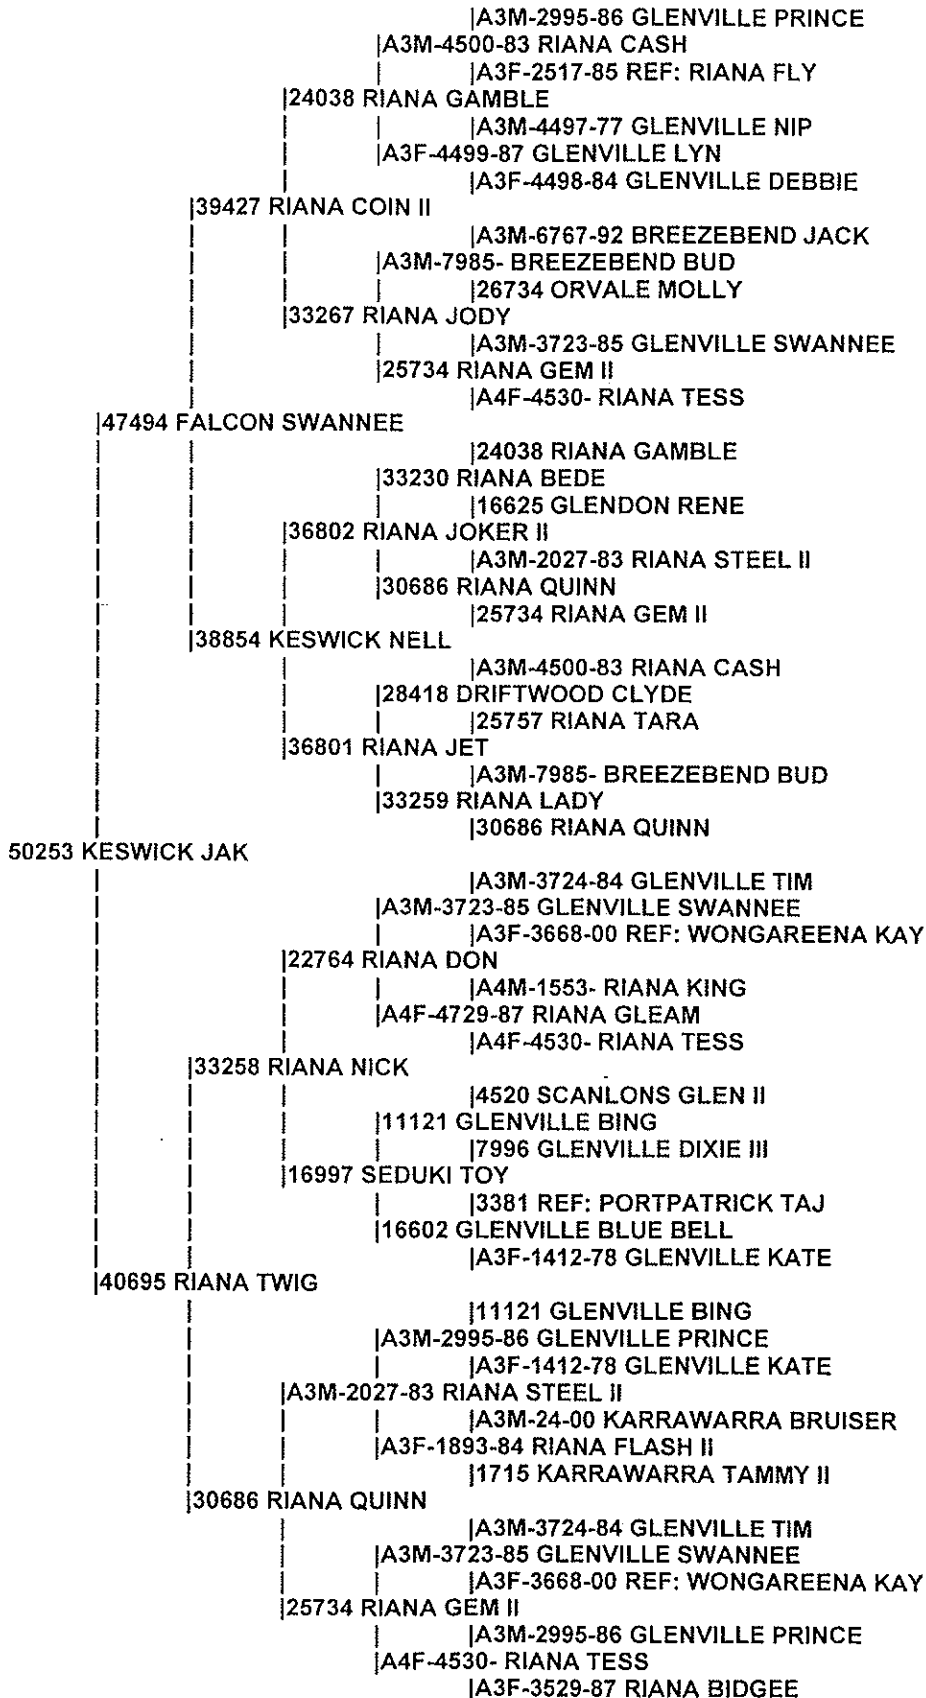 |A3M-2995-86 GLENVILLE PRINCE
|A3M-4500-83 RIANA CASH
|A3F-2517-85 REF: RIANA FLY
|24038 RIANA GAMBLE
|A3M-4497-77 GLENVILLE NIP
|A3F-4499-87 GLENVILLE LYN
|A3F-4498-84 GLENVILLE DEBBIE
|39427 RIANA COIN II
|A3M-6767-92 BREEZEBEND JACK
|A3M-7985- BREEZEBEND BUD
|26734 ORVALE MOLLY
|33267 RIANA JODY
|A3M-3723-85 GLENVILLE SWANNEE
|25734 RIANA GEM II
|A4F-4530- RIANA TESS
|47494 FALCON SWANNEE
|24038 RIANA GAMBLE
|33230 RIANA BEDE
|16625 GLENDON RENE
|36802 RIANA JOKER II
|A3M-2027-83 RIANA STEEL II
|30686 RIANA QUINN
|25734 RIANA GEM II
|38854 KESWICK NELL
|A3M-4500-83 RIANA CASH
|28418 DRIFTWOOD CLYDE
|25757 RIANA TARA
|36801 RIANA JET
|A3M-7985- BREEZEBEND BUD
|33259 RIANA LADY
|30686 RIANA QUINN
50253 KESWICK JAK
|A3M-3724-84 GLENVILLE TIM
|A3M-3723-85 GLENVILLE SWANNEE
|A3F-3668-00 REF: WONGAREENA KAY
|22764 RIANA DON
|A4M-1553- RIANA KING
|A4F-4729-87 RIANA GLEAM
|A4F-4530- RIANA TESS
|33258 RIANA NICK
|4520 SCANLONS GLEN II
|11121 GLENVILLE BING
|7996 GLENVILLE DIXIE III
|16997 SEDUKI TOY
|3381 REF: PORTPATRICK TAJ
|16602 GLENVILLE BLUE BELL
|A3F-1412-78 GLENVILLE KATE
|40695 RIANA TWIG
|11121 GLENVILLE BING
|A3M-2995-86 GLENVILLE PRINCE
|A3F-1412-78 GLENVILLE KATE
|A3M-2027-83 RIANA STEEL II
|A3M-24-00 KARRAWARRA BRUISER
|A3F-1893-84 RIANA FLASH II
|1715 KARRAWARRA TAMMY II
|30686 RIANA QUINN
|A3M-3724-84 GLENVILLE TIM
|A3M-3723-85 GLENVILLE SWANNEE
|A3F-3668-00 REF: WONGAREENA KAY
|25734 RIANA GEM II
|A3M-2995-86 GLENVILLE PRINCE
|A4F-4530- RIANA TESS
|A3F-3529-87 RIANA BIDGEE